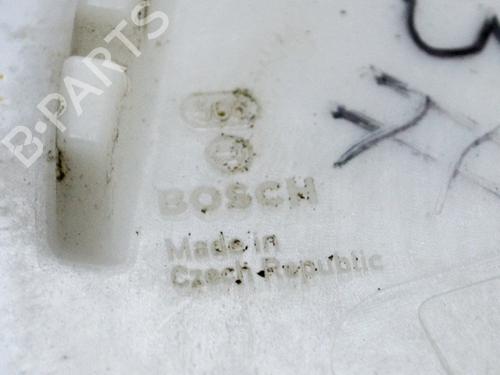 B-PARTS
BOSCH
Made in
Czech Republic